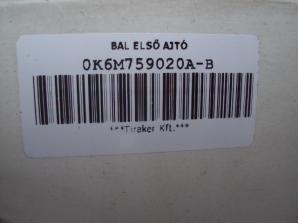 BAL ELSŐ AJTÓ
0K6M759020A-B
***Tiraker Kft.***